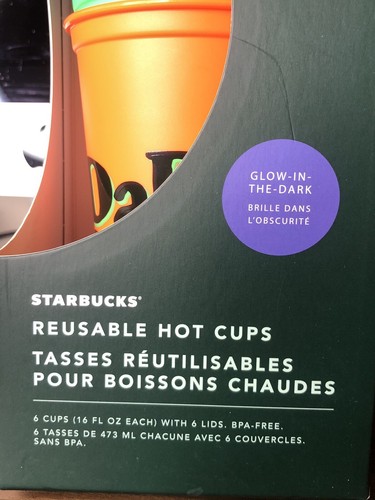 GLOW-IN-
THE-DARK
BRILLE DANS
L'OBSCURITÉ
STARBUCKS®
REUSABLE HOT CUPS
TASSES RÉUTILISABLES
POUR BOISSONS CHAUDES
6 CUPS (16 FL OZ EACH) WITH 6 LIDS. BPA-FREE.
6 TASSES DE 473 ML CHACUNE AVEC 6 COUVERCLES.
SANS BPA.